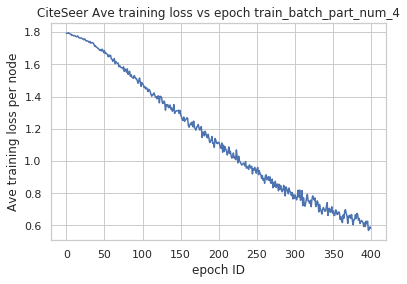 CiteSeer Ave training loss vs epoch train_batch_part_num_4
Ave training loss per node
1.8
1.6
1.4
1.2
1.0
0.8
0.6
0 50 100 150 200 250 300 350 400
epoch ID